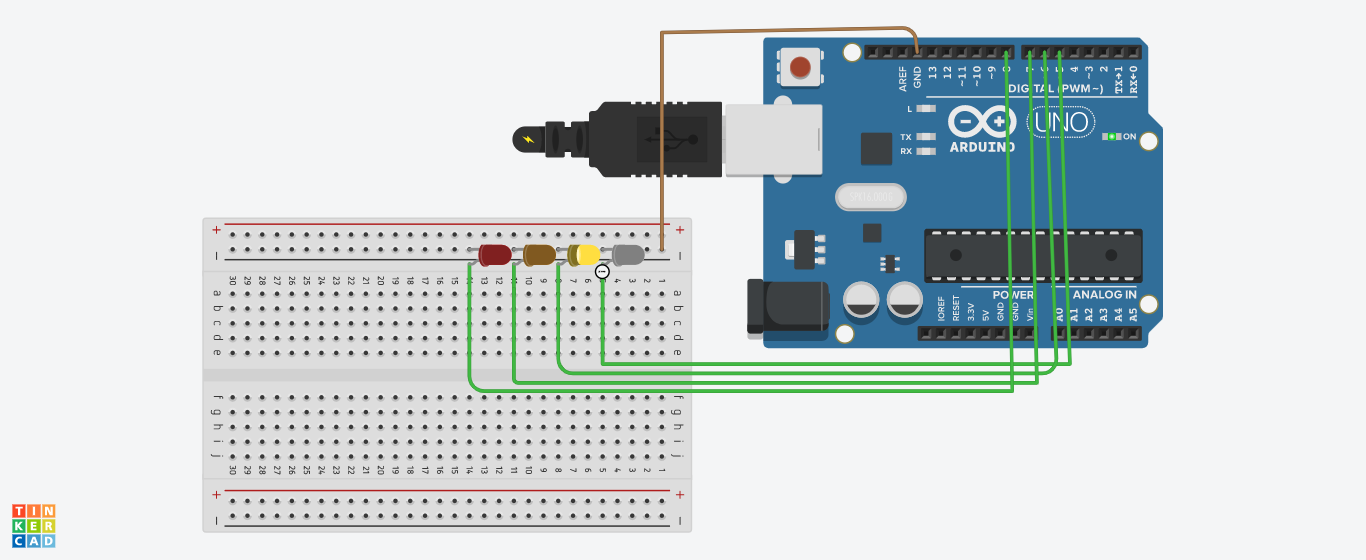 AREF
GND
13
12
~11
~10
~9
8
7
~6
~5
4
~3
2
TX→1
RX←0
DIGITAL (PWM~)
L
TX
RX
UNO
ARDUINO
ON
POWER
ANALOG IN
IOREF
RESET
3.3V
5V
GND
GND
Vin
A0
A1
A2
A3
A4
A5
+ +
− −
30 29 28 27 26 25 24 23 22 21 20 19 18 17 16 15 14 13 12 11 10 9 8 7 6 5 4 3 2 1
a a
b b
c c
d d
e e
f f
g g
h h
i i
j j
30 29 28 27 26 25 24 23 22 21 20 19 18 17 16 15 14 13 12 11 10 9 8 7 6 5 4 3 2 1
+ +
− −
TIN
KER
CAD